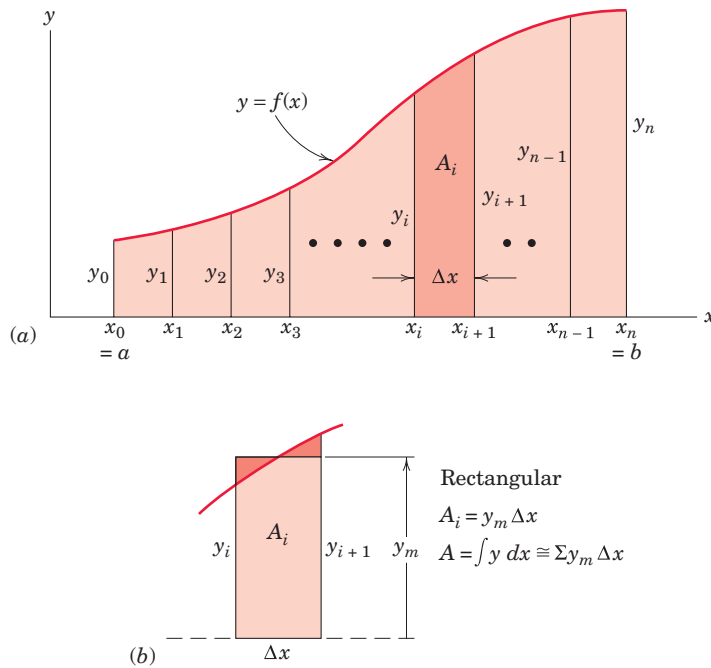 y
y = f(x)
y_n
y_{n−1}
A_i
y_i
y_{i+1}
y_0 y_1 y_2 y_3
Δx
x_0 x_1 x_2 x_3 x_i x_{i+1} x_{n−1} x_n x
(a)
= a = b
Rectangular
A_i = y_m Δx
A_i
y_i y_{i+1} y_m
A = ∫ y dx ≅ Σy_m Δx
(b)
Δx